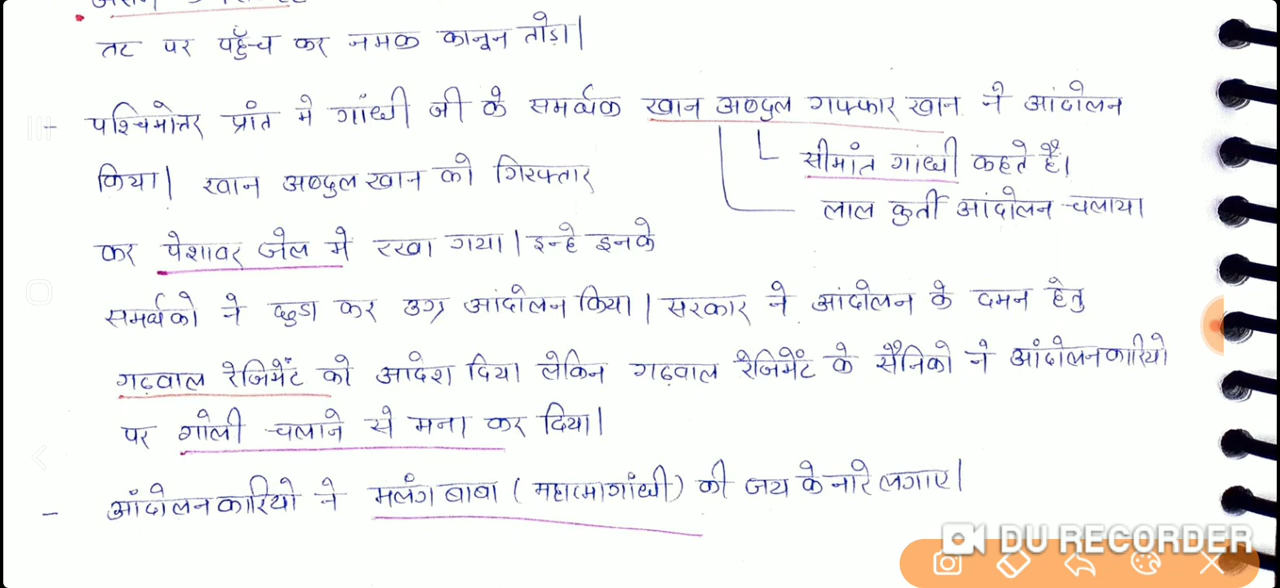 तट पर पहुँच कर नमक कानून तोड़ा।
- पश्चिमोत्तर प्रांत मे गांधी जी के समर्थक खान अब्दुल गफ्फार खान ने आंदोलन
सीमांत गांधी कहते है।
किया। खान अब्दुल खान को गिरफ्तार
लाल कुर्ती आंदोलन चलाया।
कर पेशावर जेल मे रखा गया। इन्हे इनके
समर्थको ने छुडा कर उग्र आंदोलन किया। सरकार ने आंदोलन के दमन हेतु
गढ़वाल रेजिमेंट को आदेश दिया लेकिन गढ़वाल रेजिमेंट के सैनिको ने आंदोलनकारियो
पर गोली चलाने से मना कर दिया।
- आंदोलनकारियो ने मलंग बाबा (महात्मागांधी) की जय के नारे लगाए।
DU RECORDER